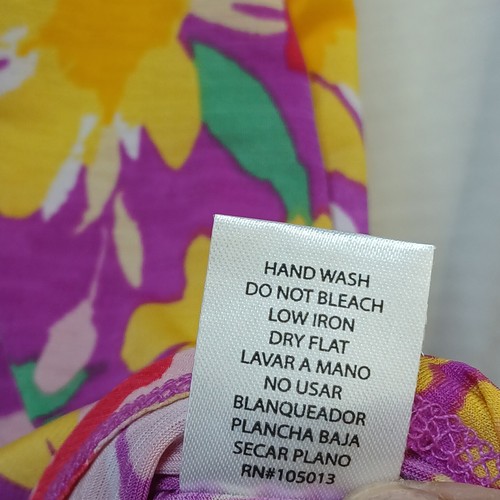 HAND WASH
DO NOT BLEACH
LOW IRON
DRY FLAT
LAVAR A MANO
NO USAR
BLANQUEADOR
PLANCHA BAJA
SECAR PLANO
RN#105013